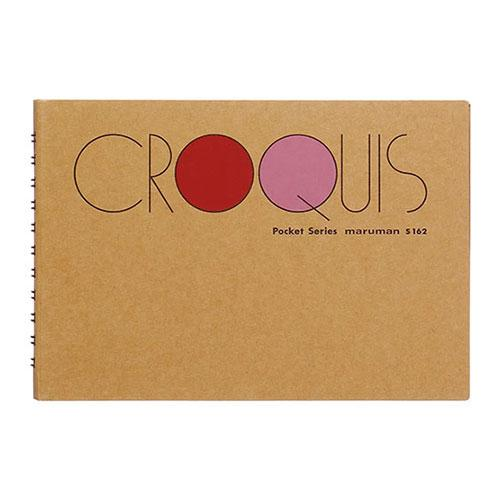 CROQUIS
Pocket Series maruman S162